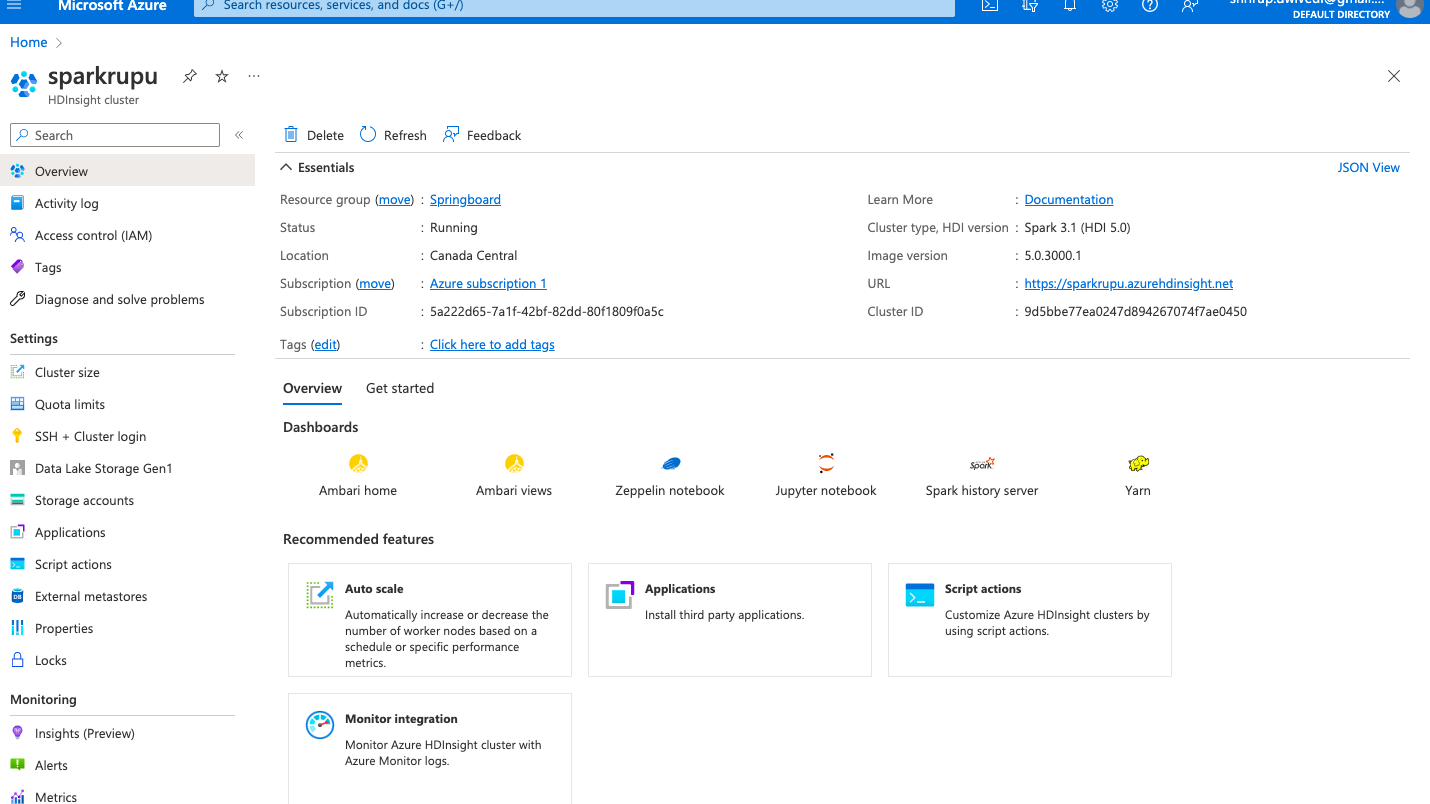 Microsoft Azure
Search resources, services, and docs (G+/)
DEFAULT DIRECTORY
Home
sparkrupu
HDInsight cluster
Search
Delete
Refresh
Feedback
Overview
Activity log
Access control (IAM)
Tags
Diagnose and solve problems
Settings
Cluster size
Quota limits
SSH + Cluster login
Data Lake Storage Gen1
Storage accounts
Applications
Script actions
External metastores
Properties
Locks
Monitoring
Insights (Preview)
Alerts
Metrics
Essentials
JSON View
Resource group (move) : Springboard
Status : Running
Location : Canada Central
Subscription (move) : Azure subscription 1
Subscription ID : 5a222d65-7a1f-42bf-82dd-80f1809f0a5c
Tags (edit) : Click here to add tags
Learn More : Documentation
Cluster type, HDI version : Spark 3.1 (HDI 5.0)
Image version : 5.0.3000.1
URL : https://sparkrupu.azurehdinsight.net
Cluster ID : 9d5bbe77ea0247d894267074f7ae0450
Overview
Get started
Dashboards
Ambari home
Ambari views
Zeppelin notebook
Jupyter notebook
Spark
Spark history server
Yarn
Recommended features
Auto scale
Automatically increase or decrease the
number of worker nodes based on a
schedule or specific performance
metrics.
Applications
Install third party applications.
Script actions
Customize Azure HDInsight clusters by
using script actions.
Monitor integration
Monitor Azure HDInsight cluster with
Azure Monitor logs.